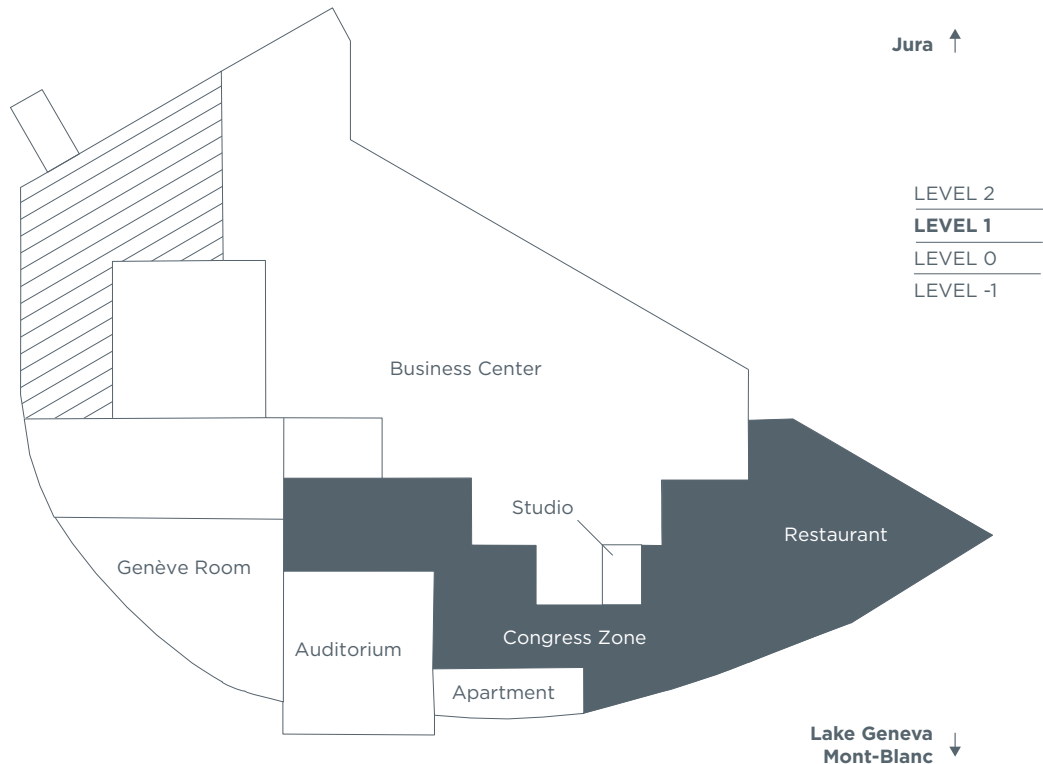 Jura
LEVEL 2
LEVEL 1
LEVEL 0
LEVEL -1
Business Center
Studio
Restaurant
Genève Room
Congress Zone
Auditorium
Apartment
Lake Geneva
Mont-Blanc